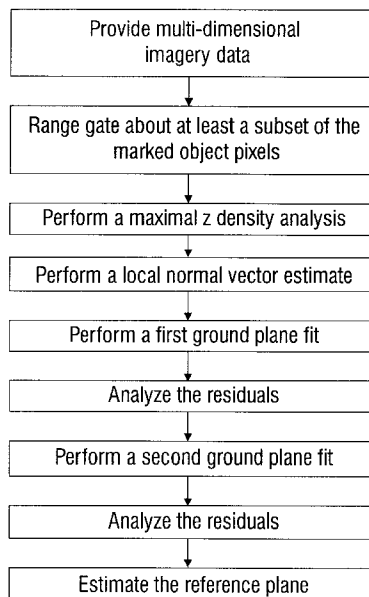 Provide multi-dimensional
imagery data
Range gate about at least a subset of the
marked object pixels
Perform a maximal z density analysis
Perform a local normal vector estimate
Perform a first ground plane fit
Analyze the residuals
Perform a second ground plane fit
Analyze the residuals
Estimate the reference plane